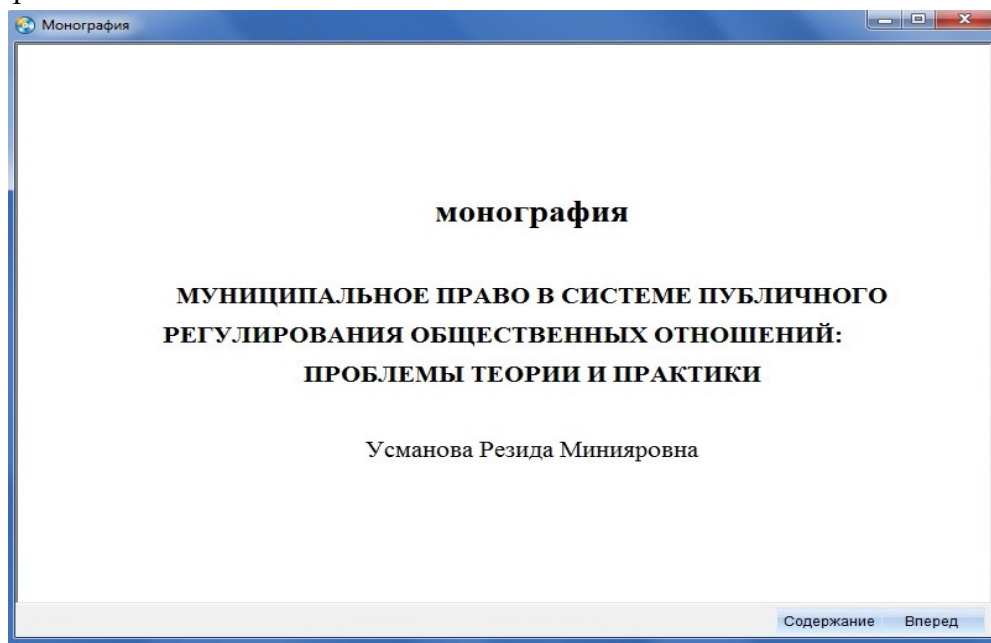 Монография
монография
МУНИЦИПАЛЬНОЕ ПРАВО В СИСТЕМЕ ПУБЛИЧНОГО
РЕГУЛИРОВАНИЯ ОБЩЕСТВЕННЫХ ОТНОШЕНИЙ:
ПРОБЛЕМЫ ТЕОРИИ И ПРАКТИКИ
Усманова Резида Минияровна
Содержание Вперед